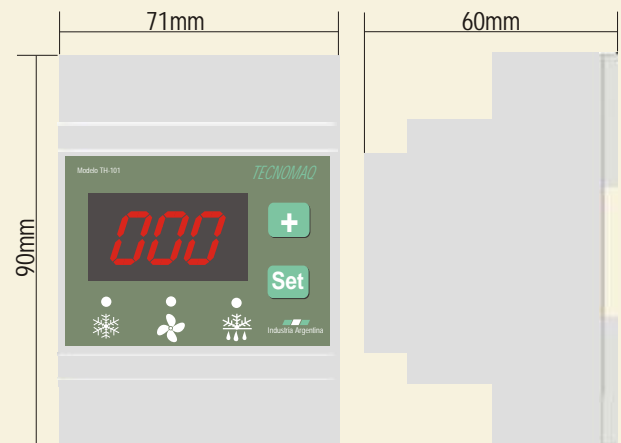 71mm
60mm
90mm
Modelo TH-101
TECNOMAQ
000
+
Set
Industria Argentina